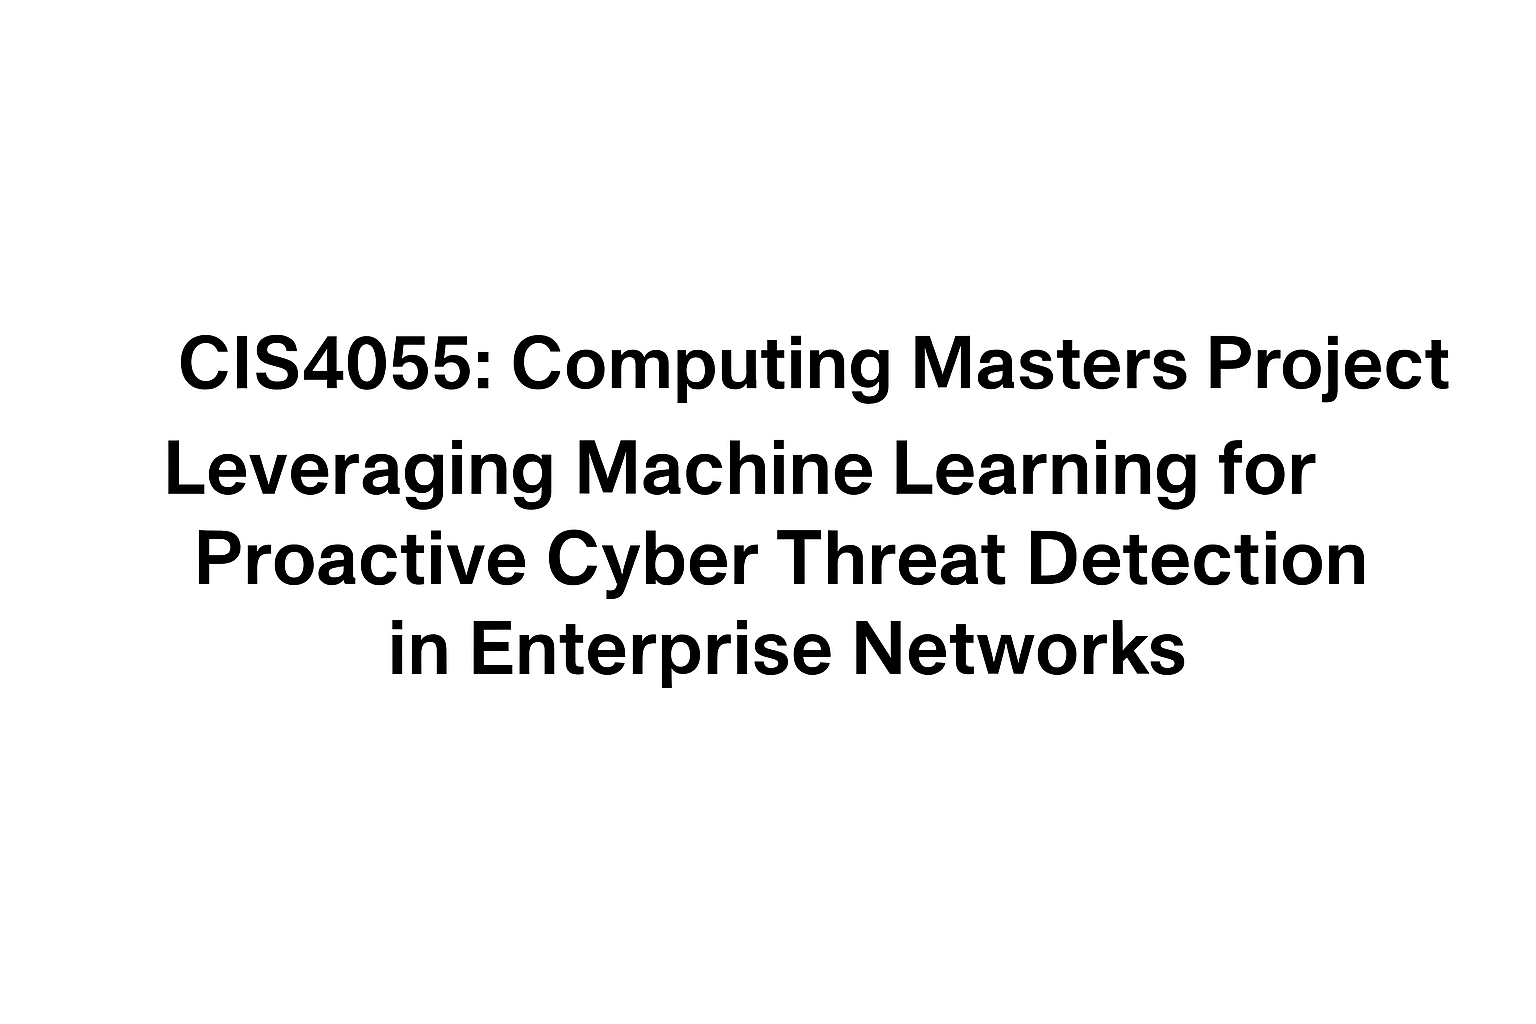 CIS4055: Computing Masters Project
Leveraging Machine Learning for
Proactive Cyber Threat Detection
in Enterprise Networks